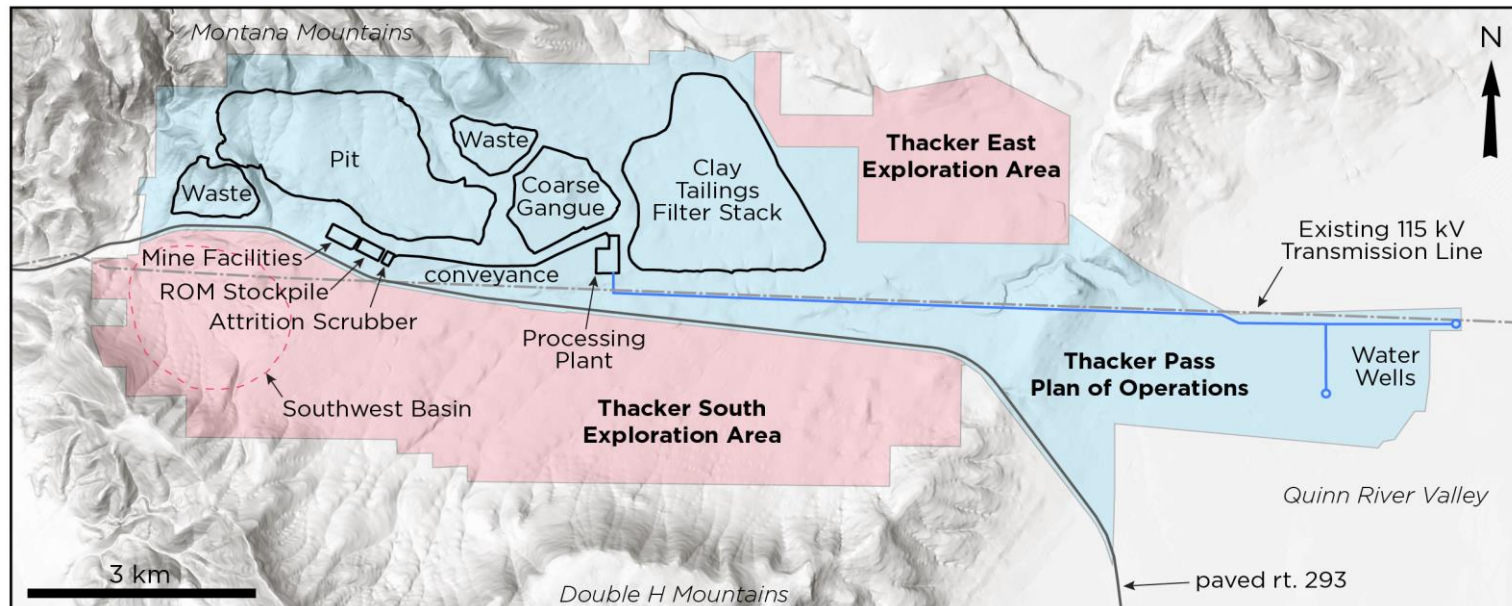 Montana Mountains
N
Thacker East
Exploration Area
Waste
Pit
Clay
Tailings
Filter Stack
Coarse
Gangue
Waste
Existing 115 kV
Transmission Line
Mine Facilities
conveyance
ROM Stockpile
Attrition Scrubber
Processing
Plant
Thacker Pass
Plan of Operations
Water
Wells
Southwest Basin
Thacker South
Exploration Area
Quinn River Valley
3 km
Double H Mountains
paved rt. 293